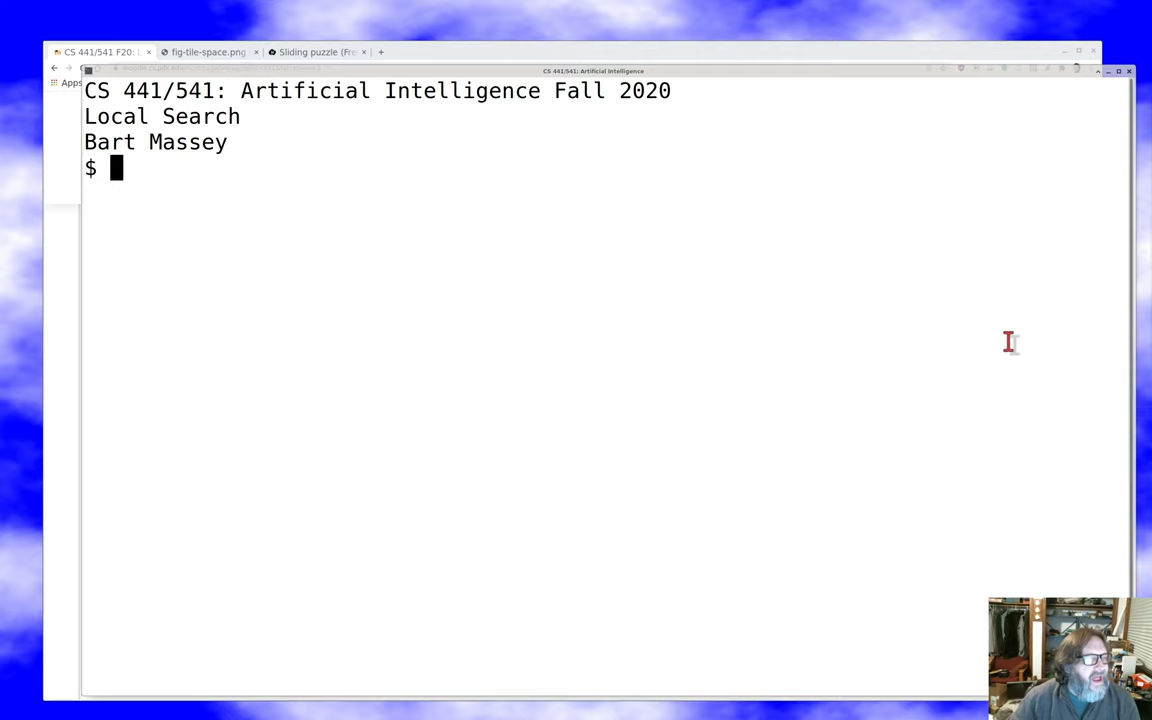 CS 441/541 F20: L
fig-tile-space.png
Sliding puzzle (Fre
Apps
CS 441/541: Artificial Intelligence
CS 441/541: Artificial Intelligence Fall 2020
Local Search
Bart Massey
$